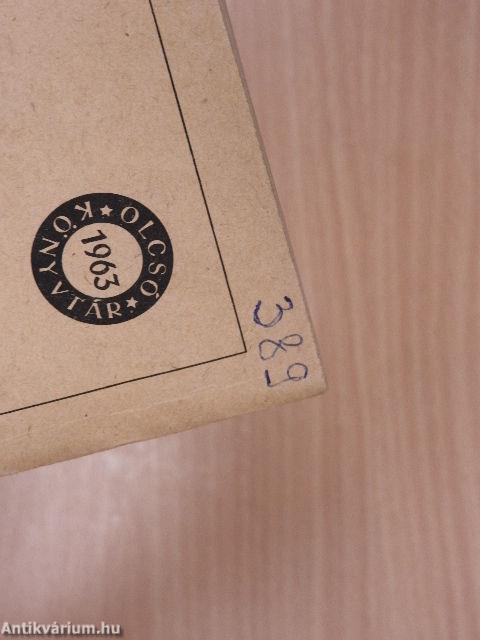 OLCSÓ ★ KÖNYVTÁR ★
1963
389
Antikvárium.hu